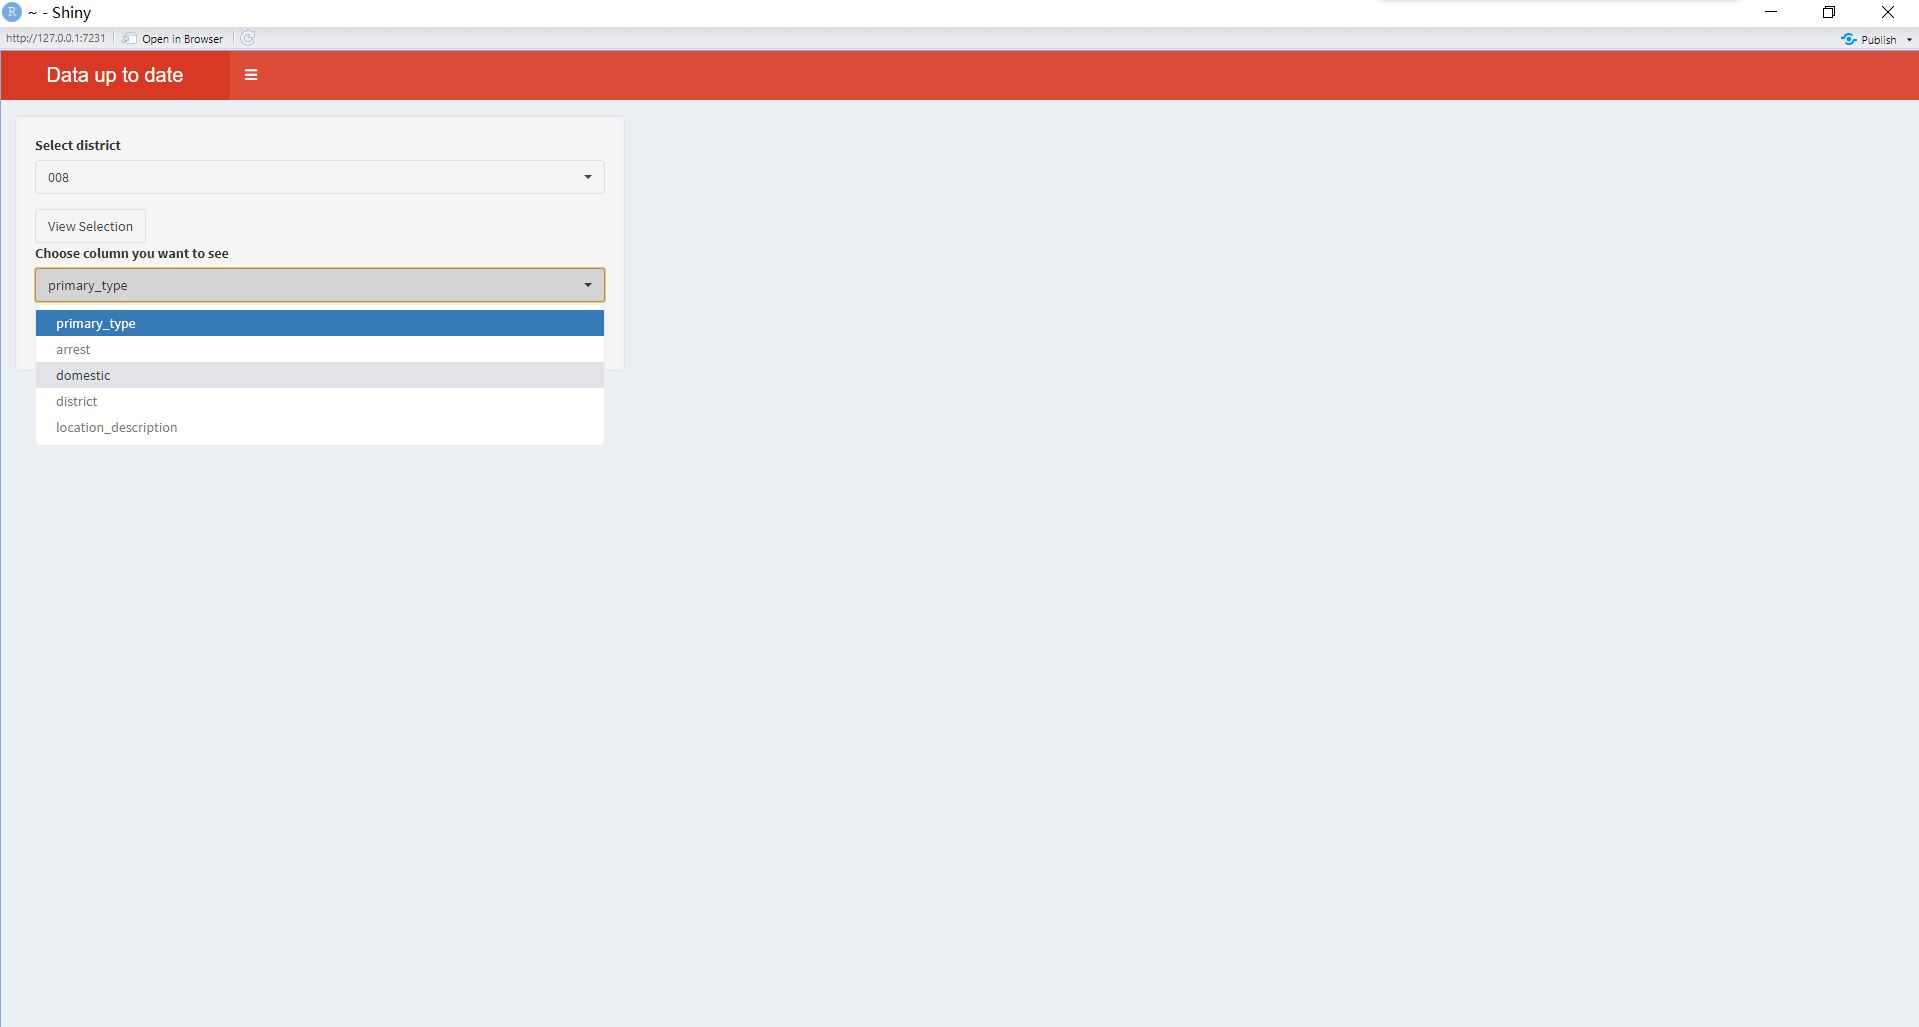 R ~ - Shiny
http://127.0.0.1:7231 Open in Browser Publish
Data up to date
Select district
008
View Selection
Choose column you want to see
primary_type
primary_type
arrest
domestic
district
location_description